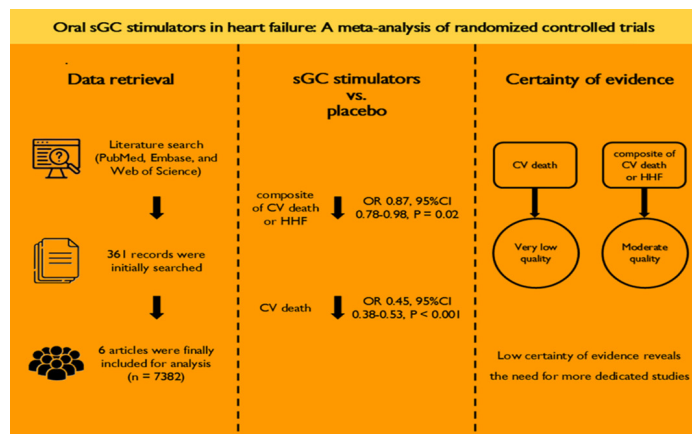 Oral sGC stimulators in heart failure: A meta-analysis of randomized controlled trials
Data retrieval
Literature search
(PubMed, Embase, and
Web of Science)
361 records were
initially searched
6 articles were finally
included for analysis
(n = 7382)
sGC stimulators
vs.
placebo
composite
of CV death
or HHF
OR 0.87, 95%CI
0.78-0.98, P = 0.02
CV death
OR 0.45, 95%CI
0.38-0.53, P < 0.001
Certainty of evidence
CV death
composite of
CV death
or HHF
Very low
quality
Moderate
quality
Low certainty of evidence reveals
the need for more dedicated studies